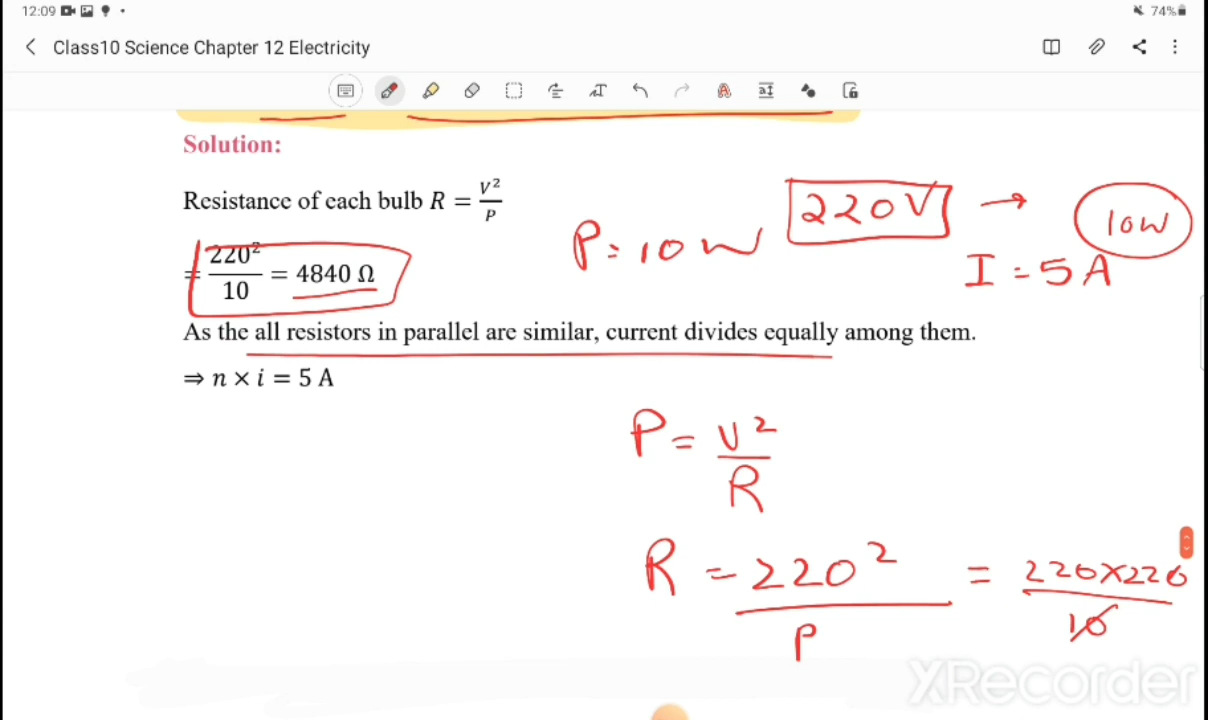 12:09 74%
Class10 Science Chapter 12 Electricity
Solution:
Resistance of each bulb R = V²/P
= 220²/10 = 4840 Ω
P = 10 W
220V → 10W
I = 5 A
As the all resistors in parallel are similar, current divides equally among them.
⇒ n × i = 5 A
P = V²/R
R = 220²/P = 220×220/10
XRecorder